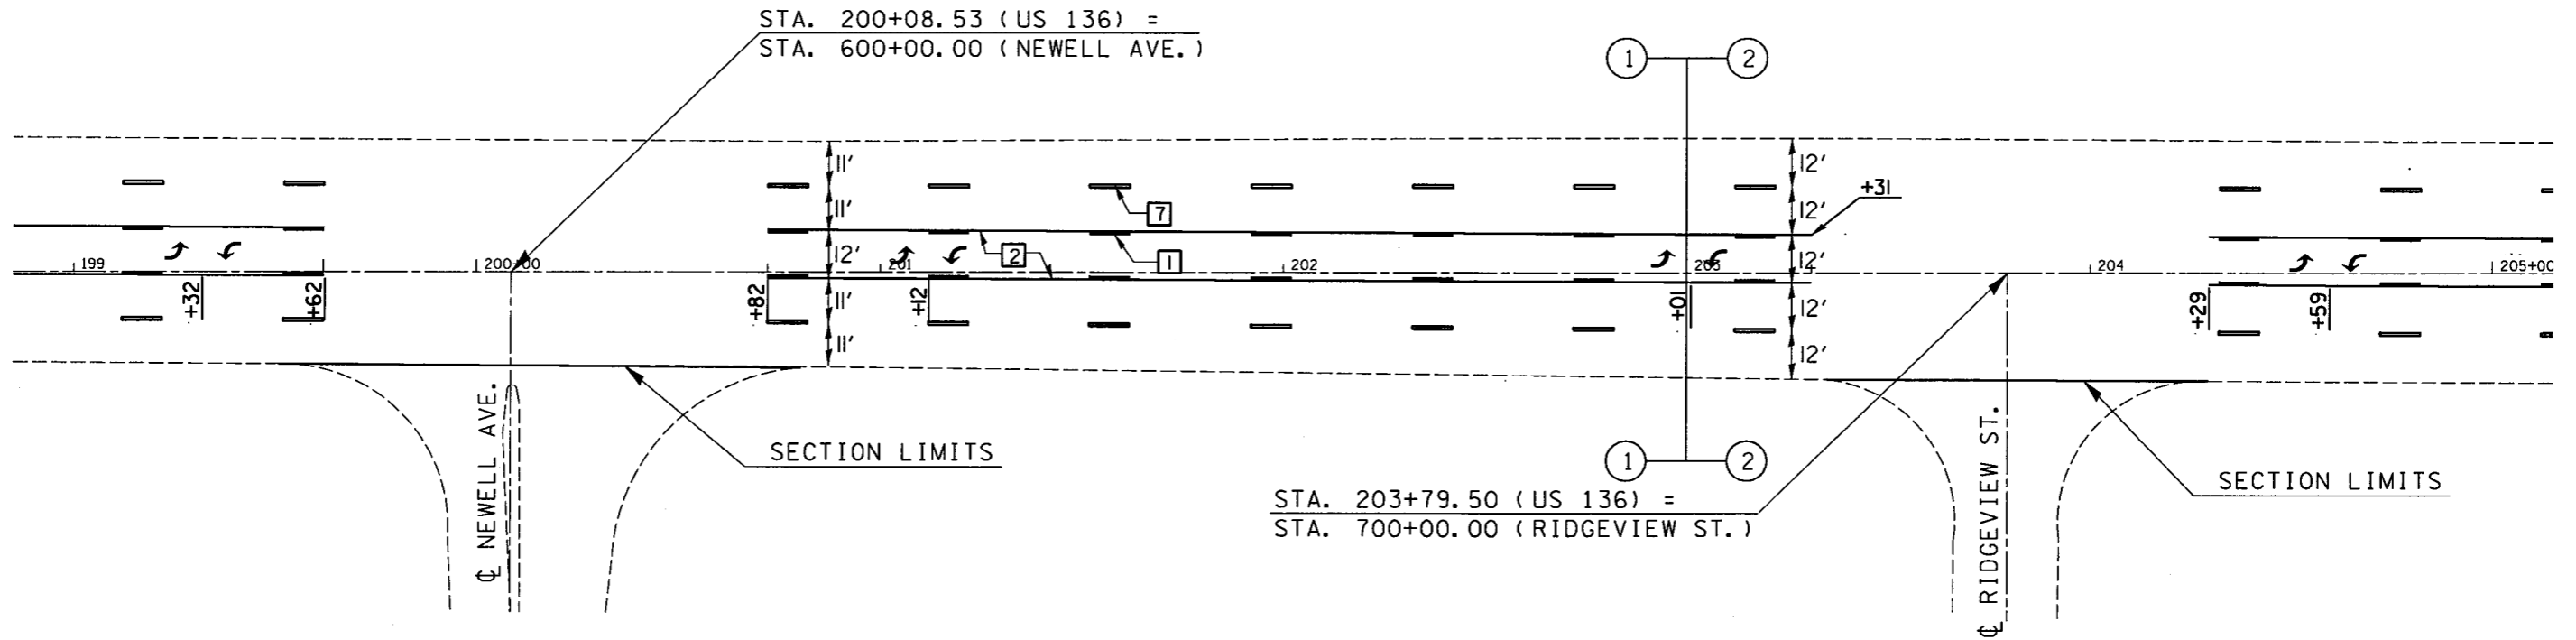 STA. 200+08.53 (US 136) =
STA. 600+00.00 (NEWELL AVE.)
1 2
11' 12'
+31
11' 7 12'
199 200+00 12' 201 2 1 202 203 12' 204 205+00
+32 +62 +82 +12 11' +01 12' +29 +59
11' 12'
℄ NEWELL AVE.
SECTION LIMITS
1 2
STA. 203+79.50 (US 136) =
STA. 700+00.00 (RIDGEVIEW ST.)
℄ RIDGEVIEW ST.
SECTION LIMITS